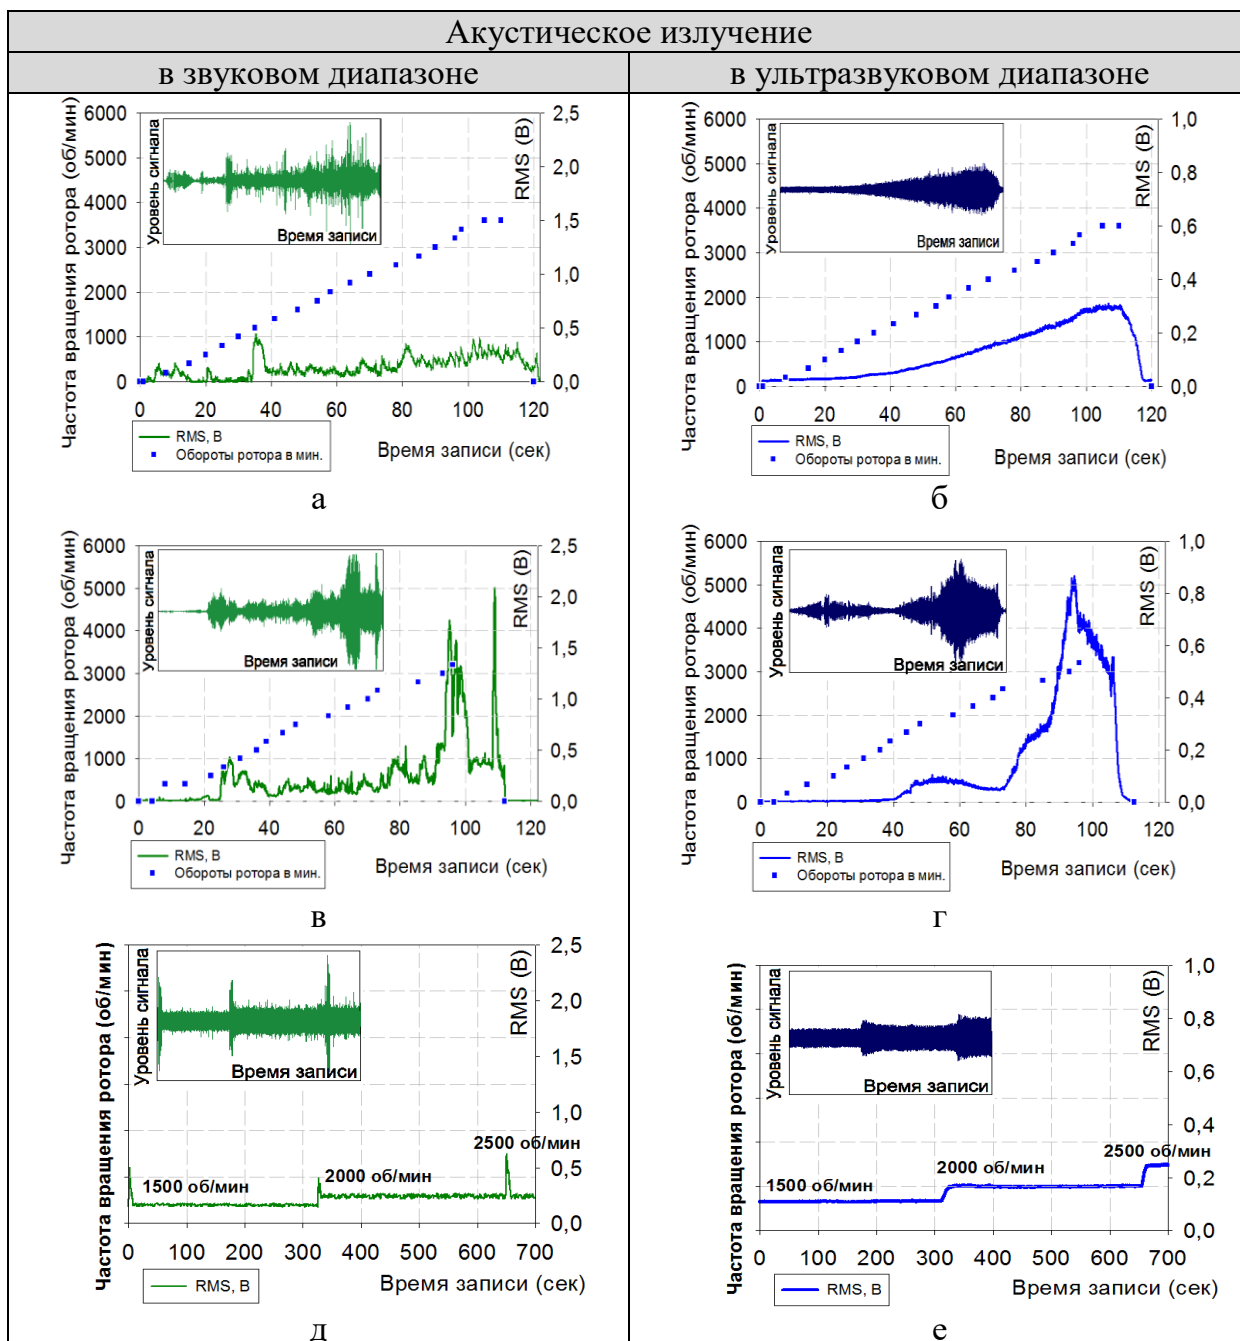 Акустическое излучение
в звуковом диапазоне
в ультразвуковом диапазоне
Частота вращения ротора (об/мин)
6000
5000
4000
3000
2000
1000
0
Уровень сигнала
Время записи
RMS (В)
2,5
2,0
1,5
1,0
0,5
0,0
0 20 40 60 80 100 120
RMS, В
Обороты ротора в мин.
Время записи (сек)
а
Частота вращения ротора (об/мин)
6000
5000
4000
3000
2000
1000
0
Уровень сигнала
Время записи
RMS (В)
1,0
0,8
0,6
0,4
0,2
0,0
0 20 40 60 80 100 120
RMS, В
Обороты ротора в мин.
Время записи (сек)
б
Частота вращения ротора (об/мин)
6000
5000
4000
3000
2000
1000
0
Уровень сигнала
Время записи
RMS (В)
2,5
2,0
1,5
1,0
0,5
0,0
0 20 40 60 80 100 120
RMS, В
Обороты ротора в мин.
Время записи (сек)
в
Частота вращения ротора (об/мин)
6000
5000
4000
3000
2000
1000
0
Уровень сигнала
Время записи
RMS (В)
1,0
0,8
0,6
0,4
0,2
0,0
0 20 40 60 80 100 120
RMS, В
Обороты ротора в мин.
Время записи (сек)
г
Частота вращения ротора (об/мин)
Уровень сигнала
Время записи
RMS (В)
2,5
2,0
1,5
1,0
0,5
0,0
1500 об/мин
2000 об/мин
2500 об/мин
0 100 200 300 400 500 600 700
RMS, В
Время записи (сек)
д
Частота вращения ротора (об/мин)
Уровень сигнала
Время записи
RMS (В)
1,0
0,8
0,6
0,4
0,2
0,0
1500 об/мин
2000 об/мин
2500 об/мин
0 100 200 300 400 500 600 700
RMS, В
Время записи (сек)
е